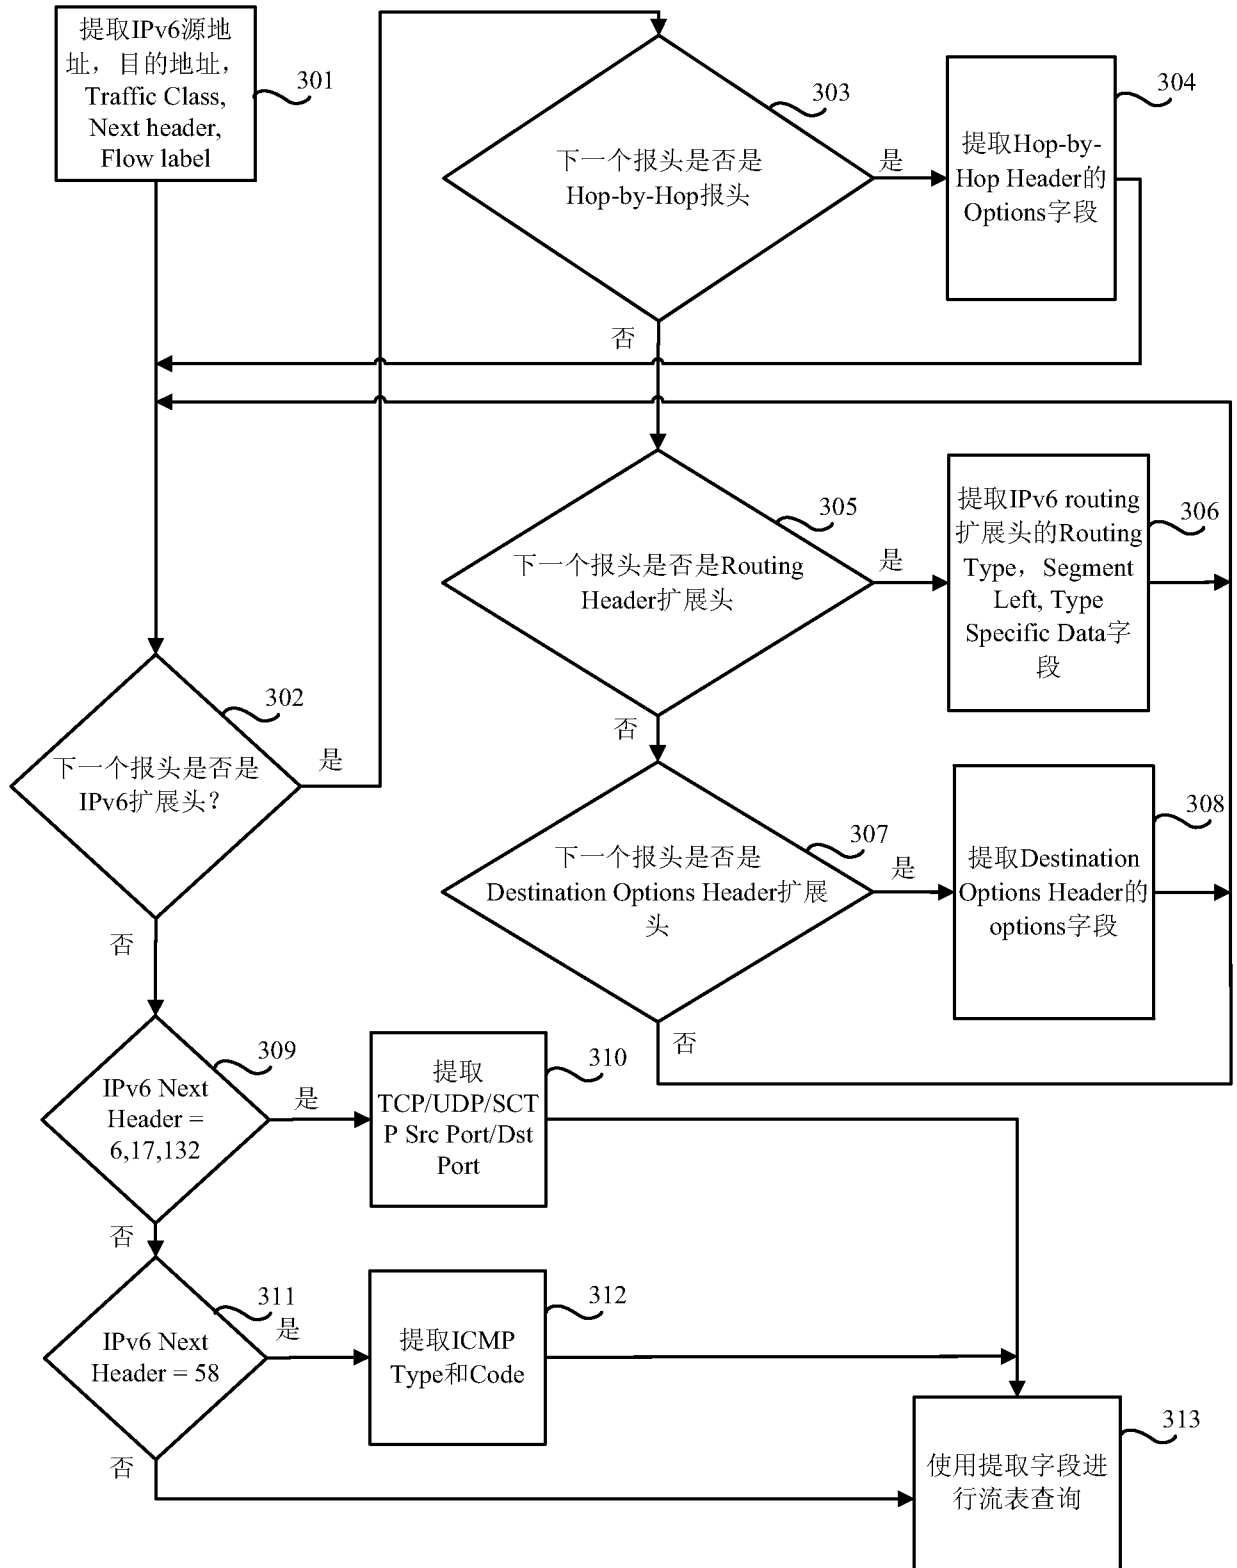 提取IPv6源地
址，目的地址，
Traffic Class,
Next header,
Flow label
301
下一个报头是否是
Hop-by-Hop报头
303
是
否
提取Hop-by-
Hop Header的
Options字段
304
下一个报头是否是Routing
Header扩展头
305
是
否
提取IPv6 routing
扩展头的Routing
Type，Segment
Left, Type
Specific Data字
段
306
下一个报头是否是
IPv6扩展头？
302
是
否
下一个报头是否是
Destination Options Header扩展
头
307
是
否
提取Destination
Options Header的
options字段
308
IPv6 Next
Header =
6,17,132
309
是
否
提取
TCP/UDP/SCT
P Src Port/Dst
Port
310
IPv6 Next
Header = 58
311
是
否
提取ICMP
Type和Code
312
使用提取字段进
行流表查询
313